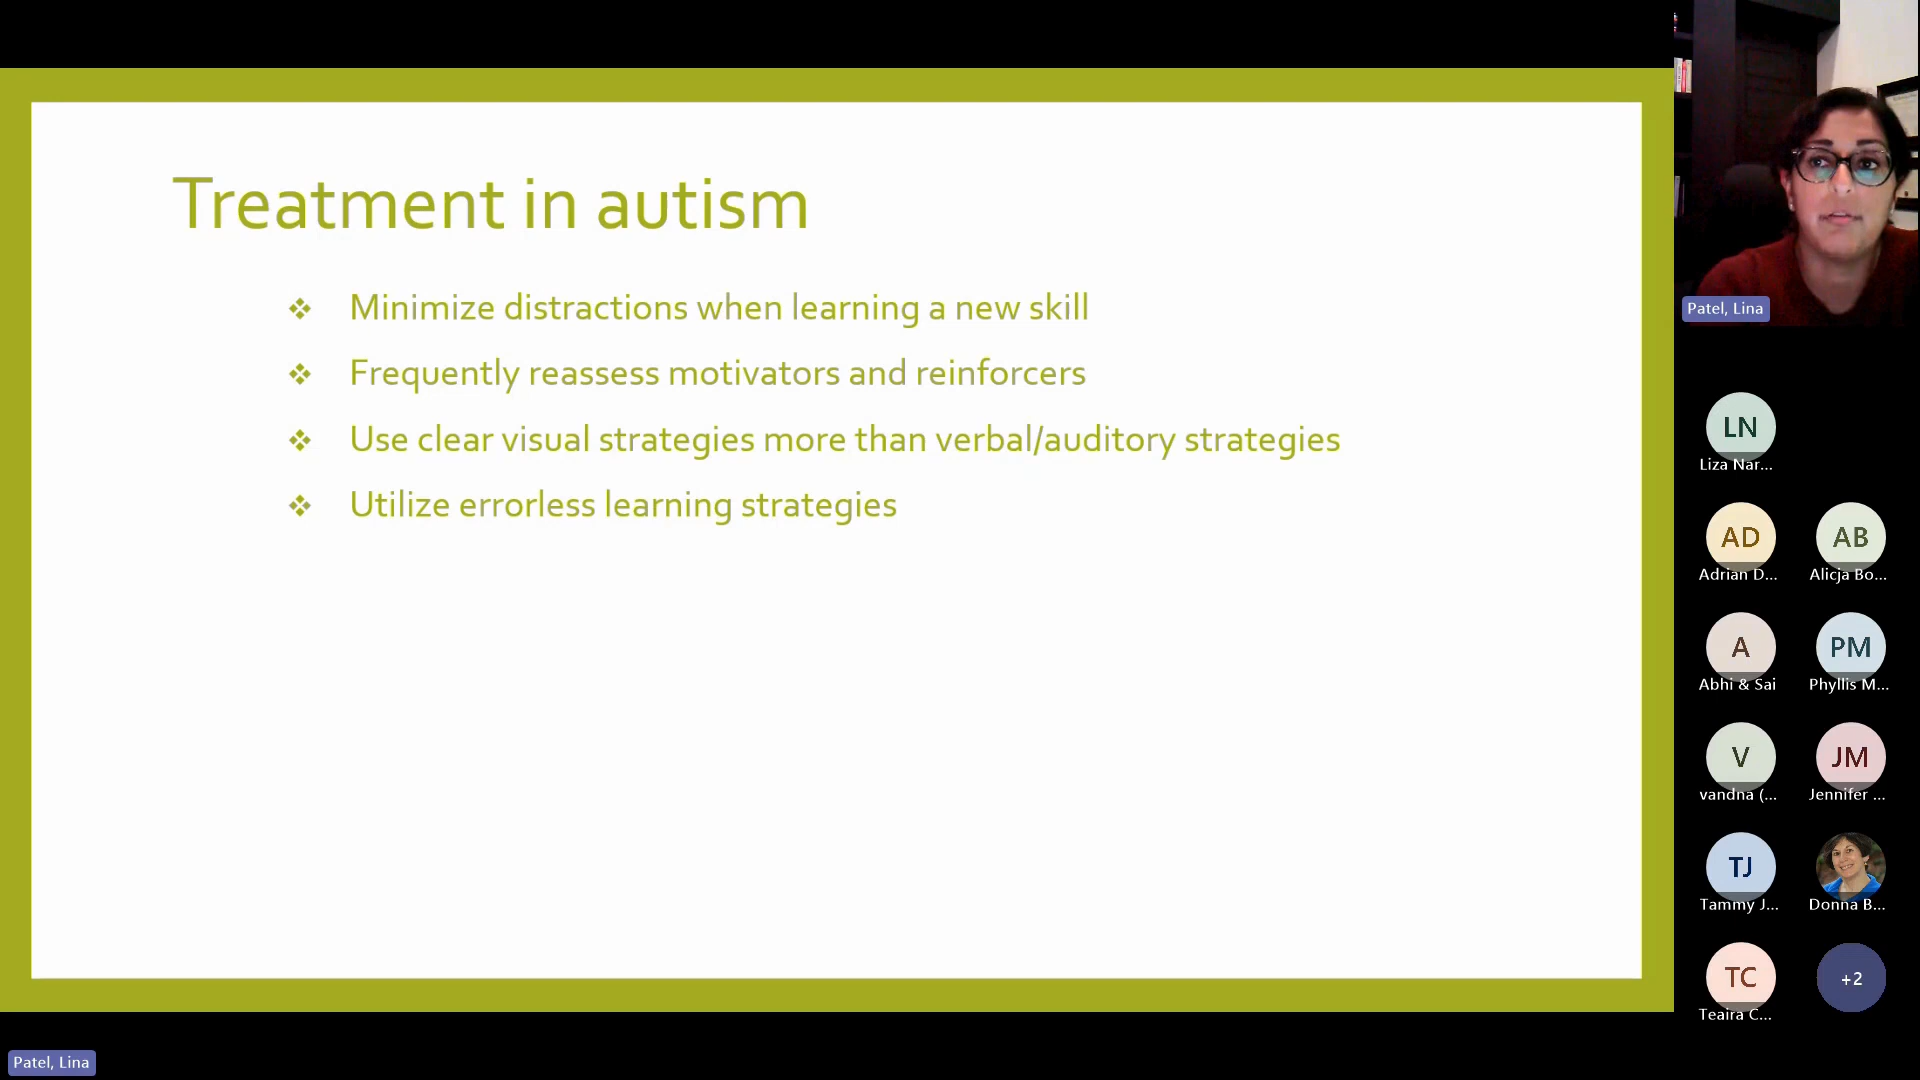 Treatment in autism
❖ Minimize distractions when learning a new skill
❖ Frequently reassess motivators and reinforcers
❖ Use clear visual strategies more than verbal/auditory strategies
❖ Utilize errorless learning strategies
Patel, Lina
LN
Liza Nar...
AD
Adrian D...
AB
Alicja Bo...
A
Abhi & Sai
PM
Phyllis M...
V
vandna (...
JM
Jennifer ...
TJ
Tammy J...
Donna B...
TC
Teaira C...
+2
Patel, Lina